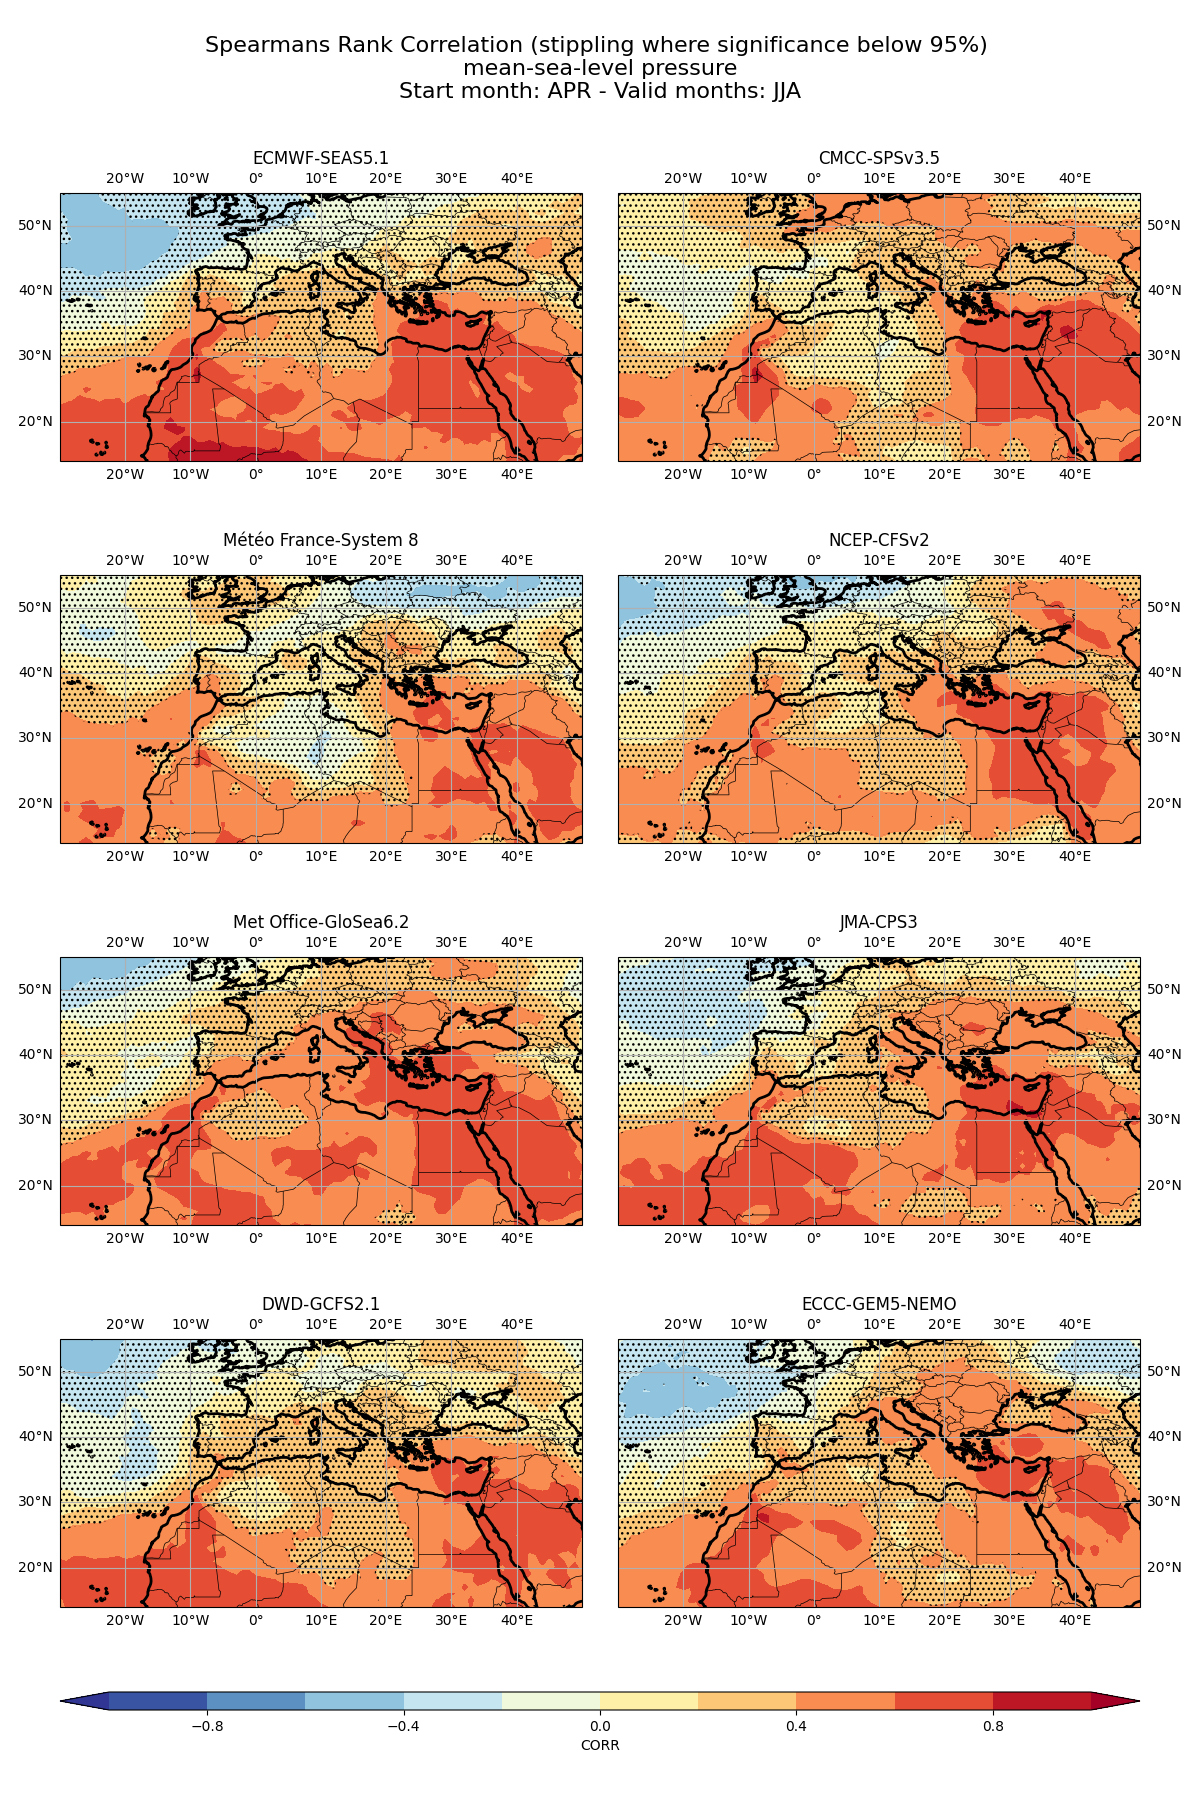 Spearmans Rank Correlation (stippling where significance below 95%)
mean-sea-level pressure
Start month: APR - Valid months: JJA
ECMWF-SEAS5.1 CMCC-SPSv3.5
20°W 10°W 0° 10°E 20°E 30°E 40°E 20°W 10°W 0° 10°E 20°E 30°E 40°E
50°N 50°N
40°N 40°N
30°N 30°N
20°N 20°N
20°W 10°W 0° 10°E 20°E 30°E 40°E 20°W 10°W 0° 10°E 20°E 30°E 40°E
Météo France-System 8 NCEP-CFSv2
20°W 10°W 0° 10°E 20°E 30°E 40°E 20°W 10°W 0° 10°E 20°E 30°E 40°E
50°N 50°N
40°N 40°N
30°N 30°N
20°N 20°N
20°W 10°W 0° 10°E 20°E 30°E 40°E 20°W 10°W 0° 10°E 20°E 30°E 40°E
Met Office-GloSea6.2 JMA-CPS3
20°W 10°W 0° 10°E 20°E 30°E 40°E 20°W 10°W 0° 10°E 20°E 30°E 40°E
50°N 50°N
40°N 40°N
30°N 30°N
20°N 20°N
20°W 10°W 0° 10°E 20°E 30°E 40°E 20°W 10°W 0° 10°E 20°E 30°E 40°E
DWD-GCFS2.1 ECCC-GEM5-NEMO
20°W 10°W 0° 10°E 20°E 30°E 40°E 20°W 10°W 0° 10°E 20°E 30°E 40°E
50°N 50°N
40°N 40°N
30°N 30°N
20°N 20°N
20°W 10°W 0° 10°E 20°E 30°E 40°E 20°W 10°W 0° 10°E 20°E 30°E 40°E
−0.8 −0.4 0.0 0.4 0.8
CORR